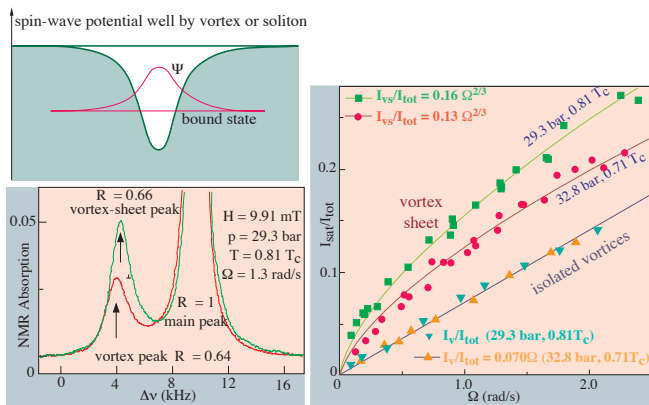 spin-wave potential well by vortex or soliton
Ψ
bound state
R = 0.66
vortex-sheet peak
H = 9.91 mT
p = 29.3 bar
T = 0.81 Tc
Ω = 1.3 rad/s
R = 1
main peak
vortex peak R = 0.64
0.05
0
NMR Absorption
0 4 8 12 16
Δν (kHz)
Ivs/Itot = 0.16 Ω2/3
Ivs/Itot = 0.13 Ω2/3
29.3 bar, 0.81 Tc
32.8 bar, 0.71 Tc
vortex
sheet
isolated vortices
Iv/Itot (29.3 bar, 0.81Tc)
Iv/Itot = 0.070Ω (32.8 bar, 0.71Tc)
0.2
0.1
0
Isat/Itot
0 1.0 2.0
Ω (rad/s)